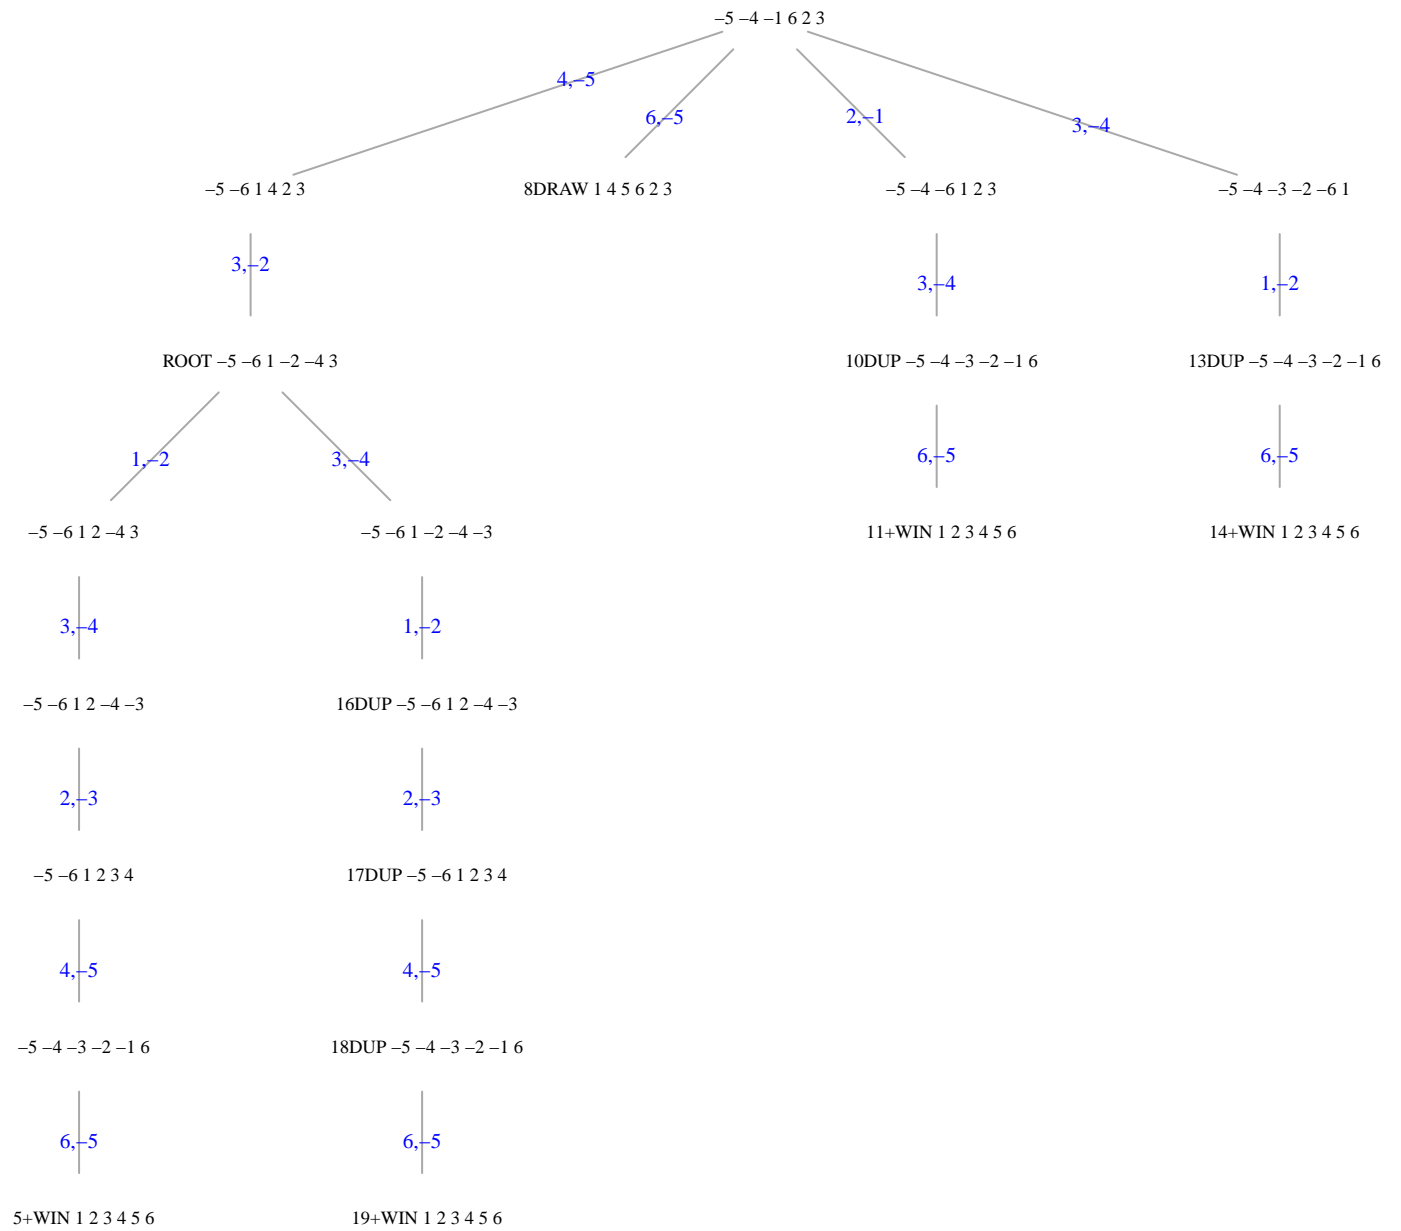 –5 –4 –1 6 2 3
4,–5
6,–5
2,–1
3,–4
–5 –6 1 4 2 3
8DRAW 1 4 5 6 2 3
–5 –4 –6 1 2 3
–5 –4 –3 –2 –6 1
3,–2
3,–4
1,–2
ROOT –5 –6 1 –2 –4 3
10DUP –5 –4 –3 –2 –1 6
13DUP –5 –4 –3 –2 –1 6
1,–2
3,–4
6,–5
6,–5
–5 –6 1 2 –4 3
–5 –6 1 –2 –4 –3
11+WIN 1 2 3 4 5 6
14+WIN 1 2 3 4 5 6
3,–4
1,–2
–5 –6 1 2 –4 –3
16DUP –5 –6 1 2 –4 –3
2,–3
2,–3
–5 –6 1 2 3 4
17DUP –5 –6 1 2 3 4
4,–5
4,–5
–5 –4 –3 –2 –1 6
18DUP –5 –4 –3 –2 –1 6
6,–5
6,–5
5+WIN 1 2 3 4 5 6
19+WIN 1 2 3 4 5 6